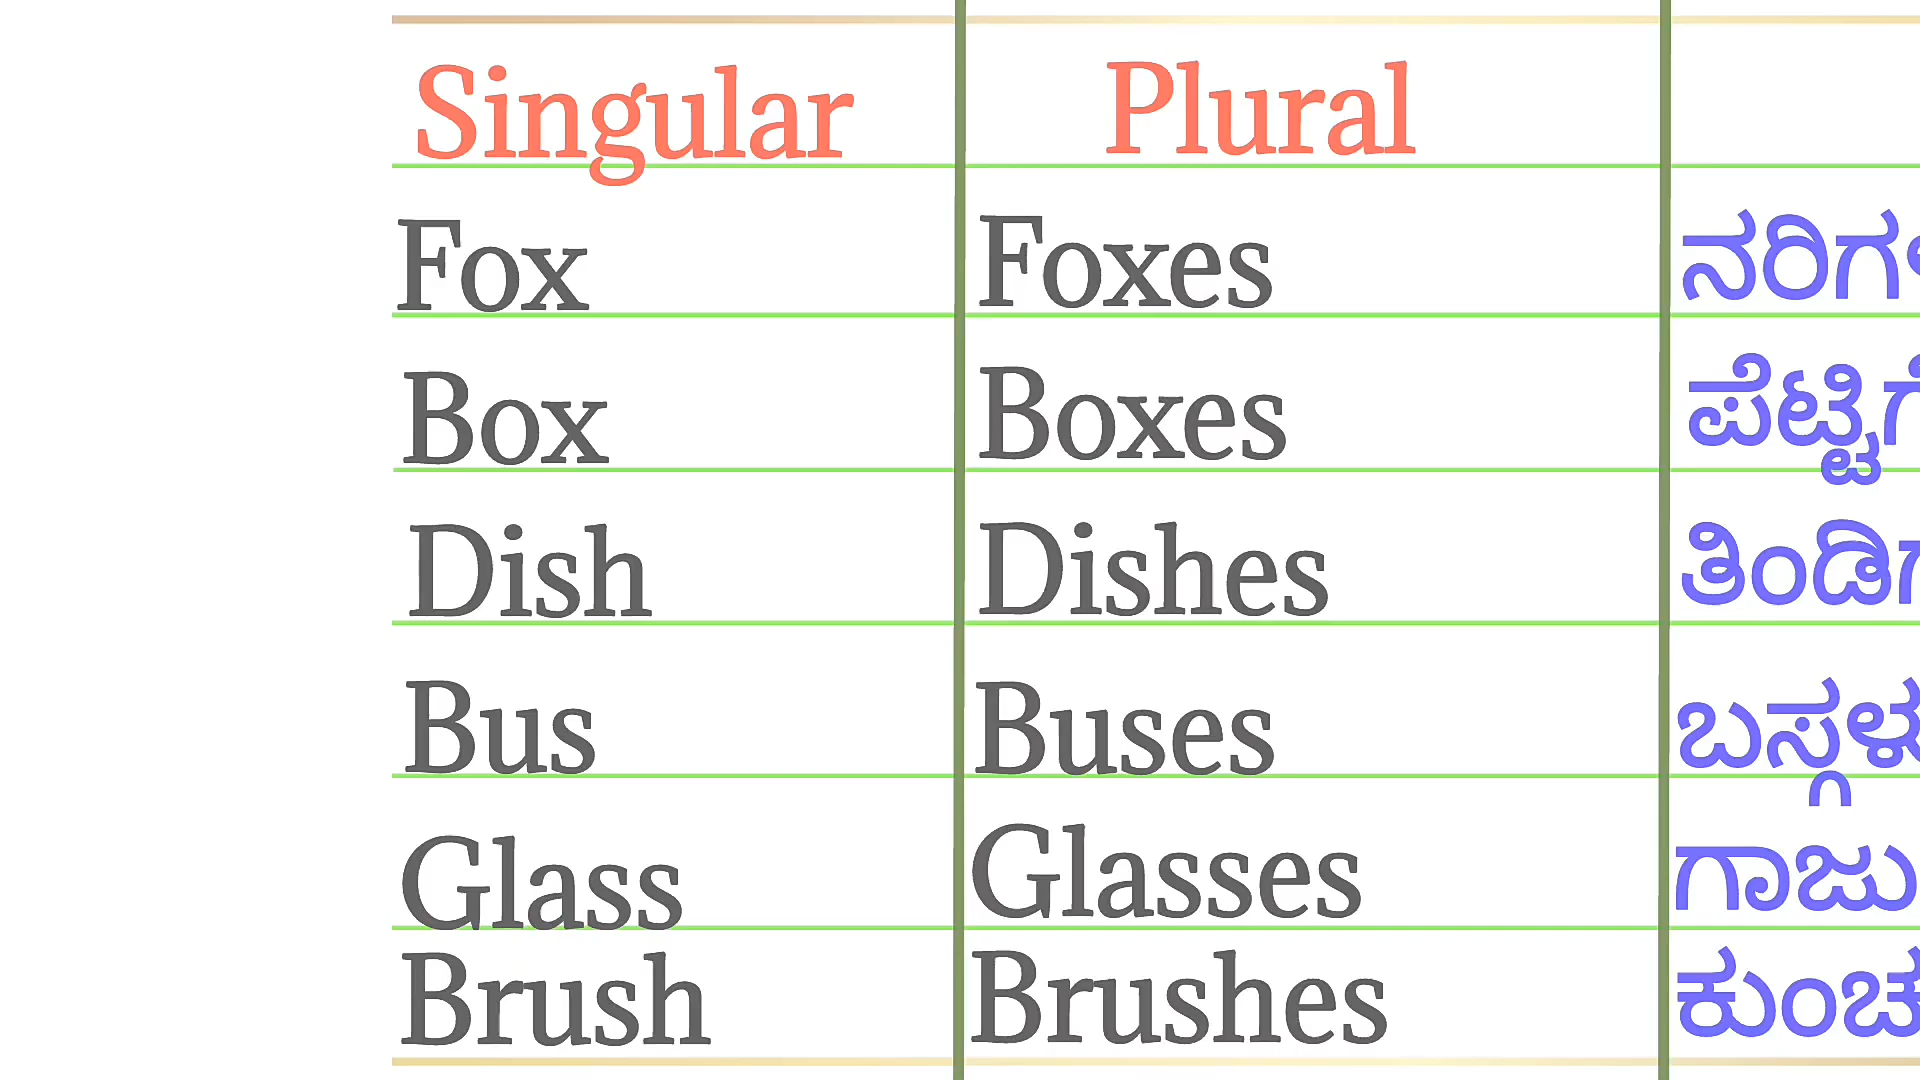 Singular Plural
Fox Foxes
Box Boxes
Dish Dishes
Bus Buses
Glass Glasses ಗಾಜು
Brush Brushes